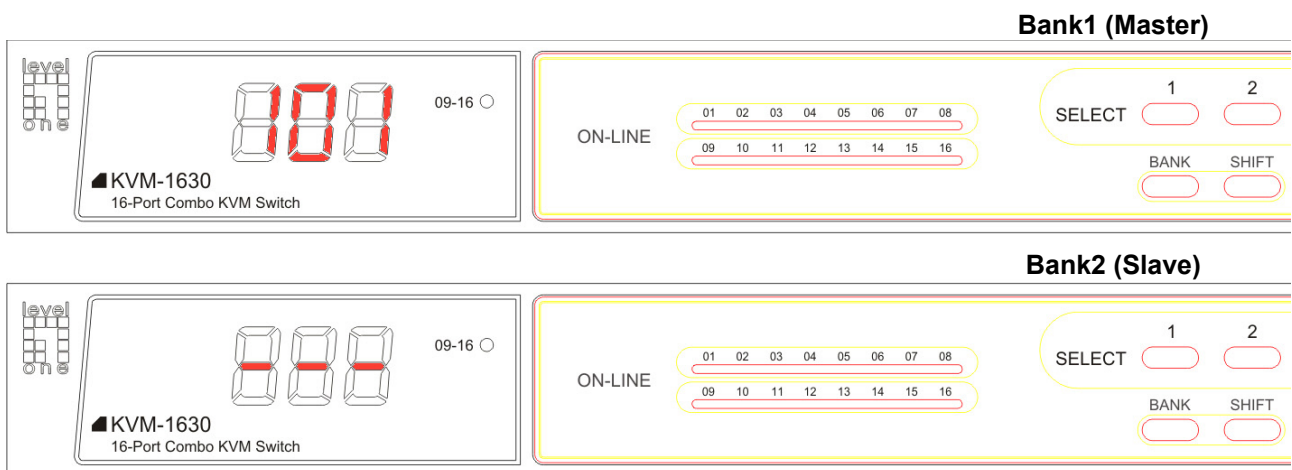 Bank1 (Master)
level one
101
09-16
KVM-1630
16-Port Combo KVM Switch
ON-LINE
01 02 03 04 05 06 07 08
09 10 11 12 13 14 15 16
SELECT 1 2
BANK SHIFT
Bank2 (Slave)
level one
---
09-16
KVM-1630
16-Port Combo KVM Switch
ON-LINE
01 02 03 04 05 06 07 08
09 10 11 12 13 14 15 16
SELECT 1 2
BANK SHIFT